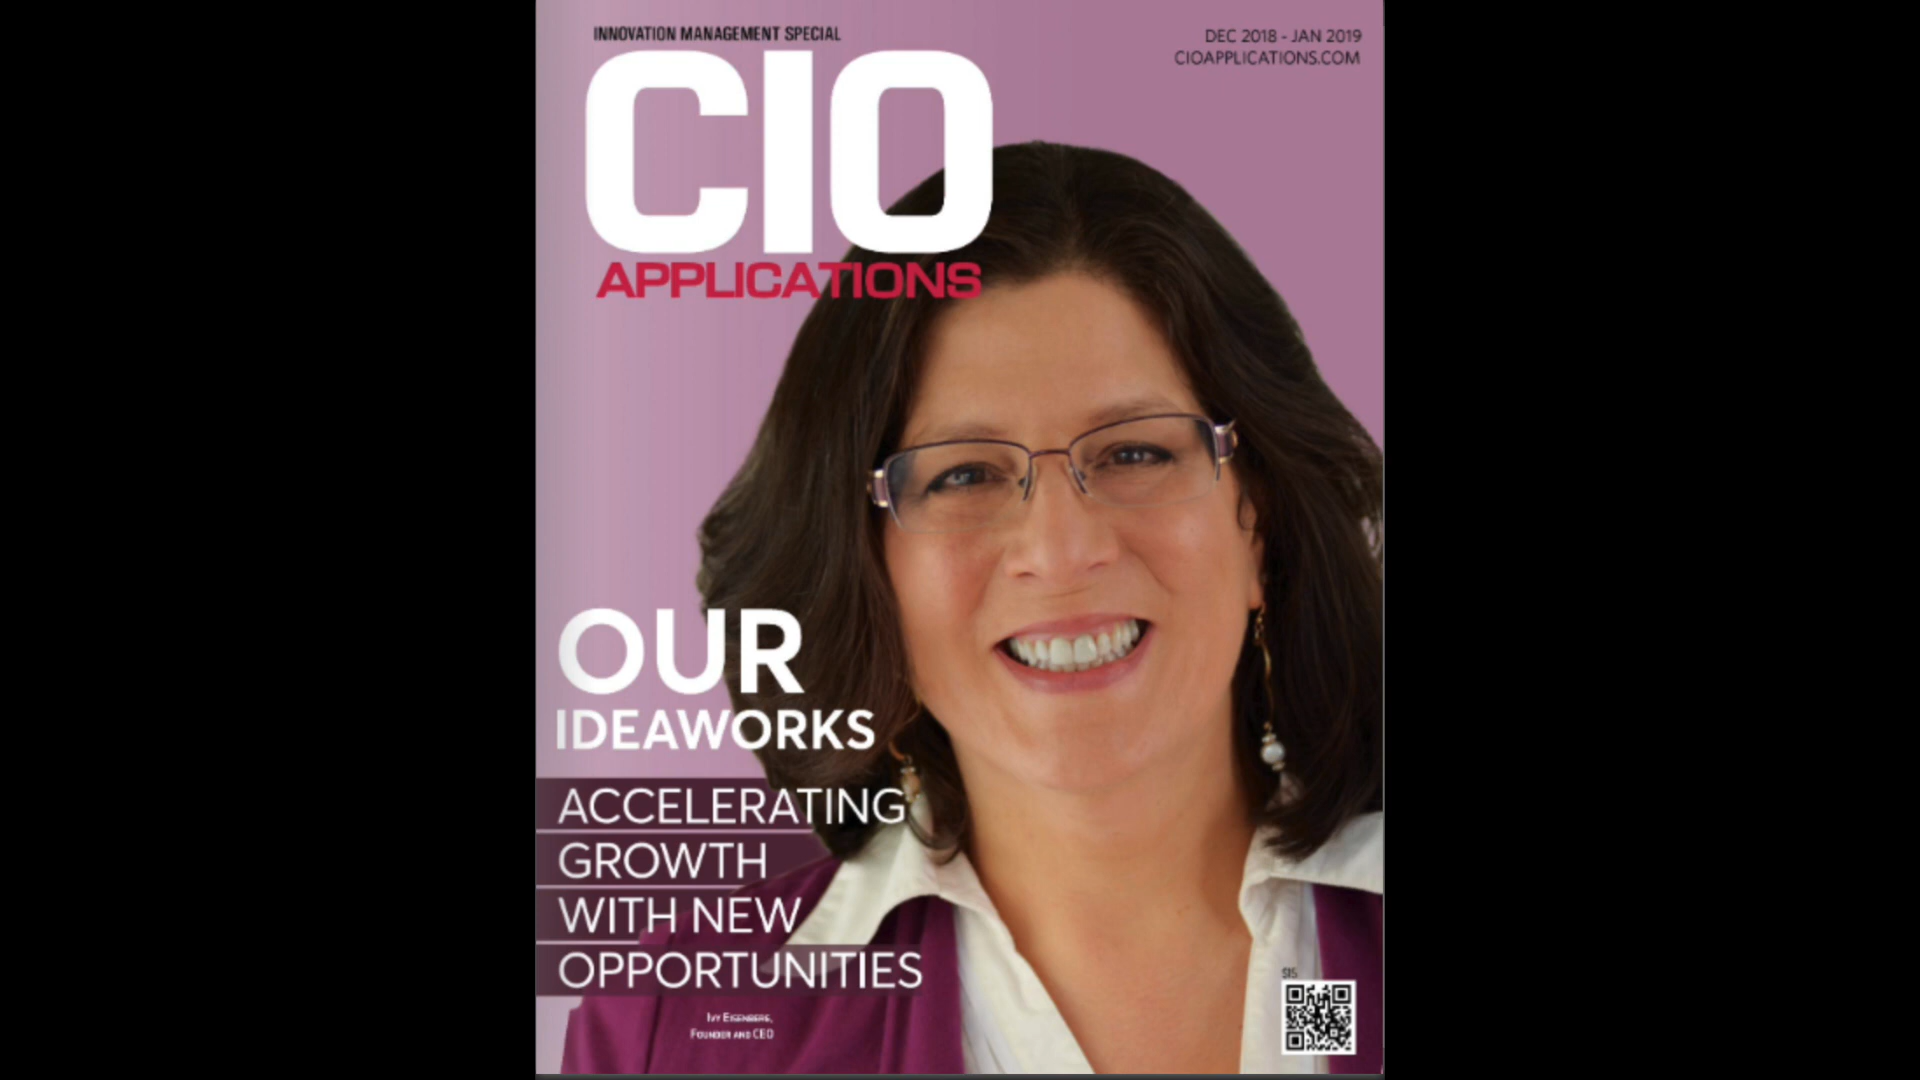 INNOVATION MANAGEMENT SPECIAL
DEC 2018 - JAN 2019
CIOAPPLICATIONS.COM
CIO
APPLICATIONS
OUR
IDEAWORKS
ACCELERATING
GROWTH
WITH NEW
OPPORTUNITIES
IVY EISENBERG,
FOUNDER AND CEO
$15